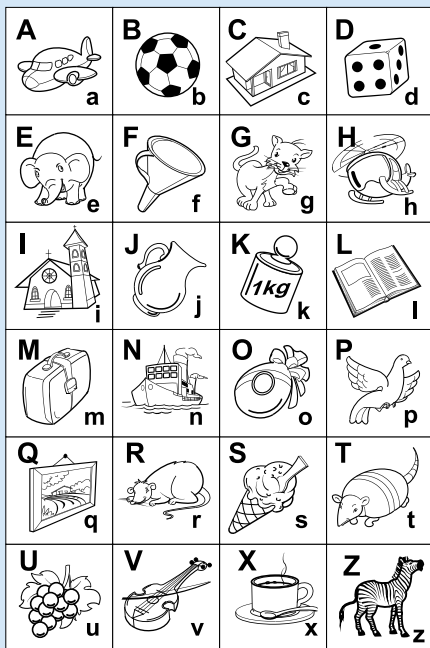 A a
B b
C c
D d
E e
F f
G g
H h
I i
J j
K 1kg k
L l
M m
N n
O o
P p
Q q
R r
S s
T t
U u
V v
X x
Z z